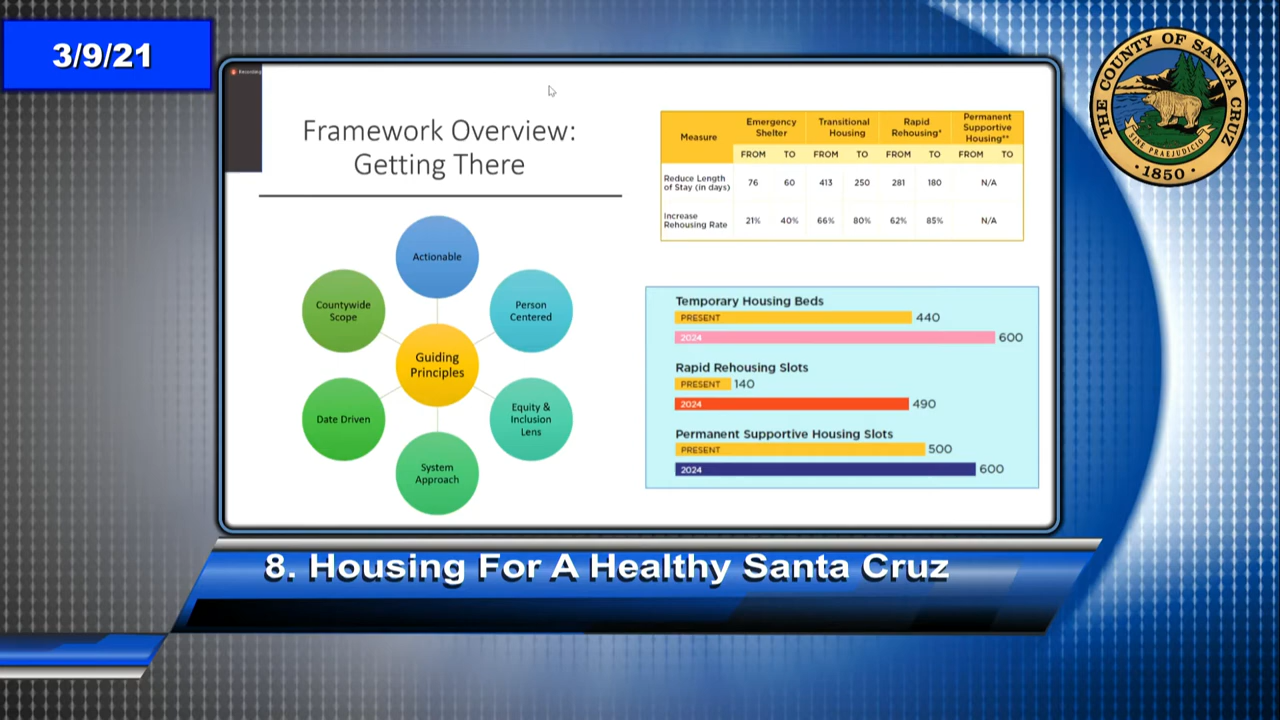 3/9/21
Recording
Framework Overview:
Getting There
Guiding
Principles
Actionable
Person
Centered
Equity &
Inclusion
Lens
System
Approach
Date Driven
Countywide
Scope
Measure
Emergency
Shelter
Transitional
Housing
Rapid
Rehousing*
Permanent
Supportive
Housing**
FROM TO FROM TO FROM TO FROM TO
Reduce Length
of Stay (in days)
76 60 413 250 281 180 N/A
Increase
Rehousing Rate
21% 40% 66% 80% 62% 85% N/A
Temporary Housing Beds
PRESENT 440
2024 600
Rapid Rehousing Slots
PRESENT 140
2024 490
Permanent Supportive Housing Slots
PRESENT 500
2024 600
THE COUNTY OF SANTA CRUZ
SINE PRAEJUDICIO
• 1850 •
8. Housing For A Healthy Santa Cruz